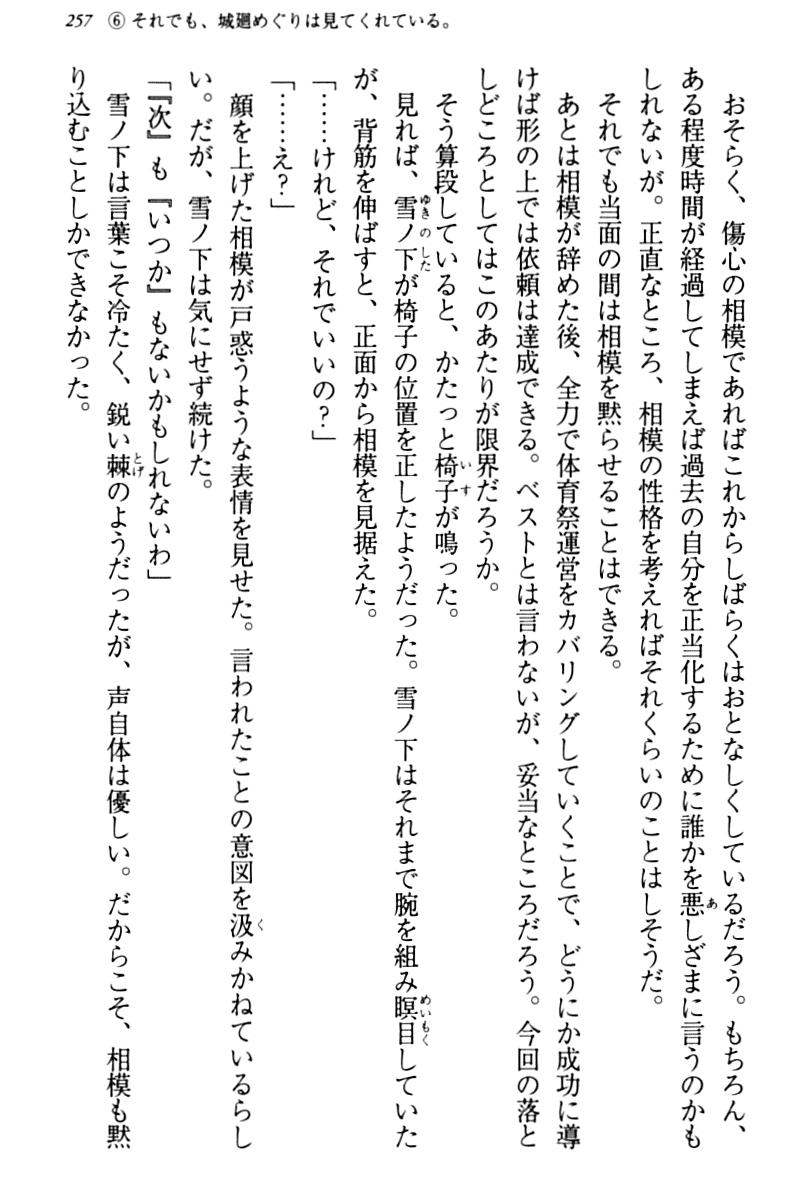 257 ⑥ それでも、城廻めぐりは見てくれている。
おそらく、傷心の相模であればこれからしばらくはおとなしくしているだろう。もちろん、
ある程度時間が経過してしまえば過去の自分を正当化するために誰かを悪しざまに言うのかも
しれないが。正直なところ、相模の性格を考えればそれくらいのことはしそうだ。
それでも当面の間は相模を黙らせることはできる。
あとは相模が辞めた後、全力で体育祭運営をカバリングしていくことで、どうにか成功に導
けば形の上では依頼は達成できる。ベストとは言わないが、妥当なところだろう。今回の落と
しどころとしてはこのあたりが限界だろうか。
そう算段していると、かたっと椅子が鳴った。
見れば、雪ノ下が椅子の位置を正したようだった。雪ノ下はそれまで腕を組み瞑目していた
が、背筋を伸ばすと、正面から相模を見据えた。
「……けれど、それでいいの?」
「……え?」
顔を上げた相模が戸惑うような表情を見せた。言われたことの意図を汲みかねているらし
い。だが、雪ノ下は気にせず続けた。
「『次』も『いつか』もないかもしれないわ」
雪ノ下は言葉こそ冷たく、鋭い棘のようだったが、声自体は優しい。だからこそ、相模も黙
り込むことしかできなかった。